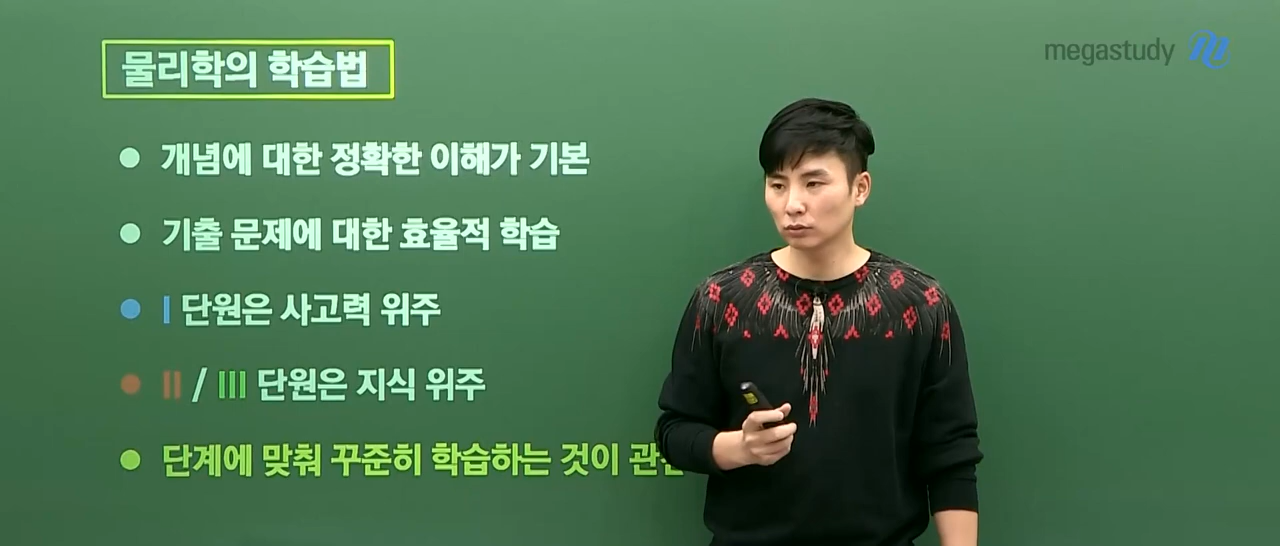 물리학의 학습법
megastudy
개념에 대한 정확한 이해가 기본
기출 문제에 대한 효율적 학습
I 단원은 사고력 위주
II / III 단원은 지식 위주
단계에 맞춰 꾸준히 학습하는 것이